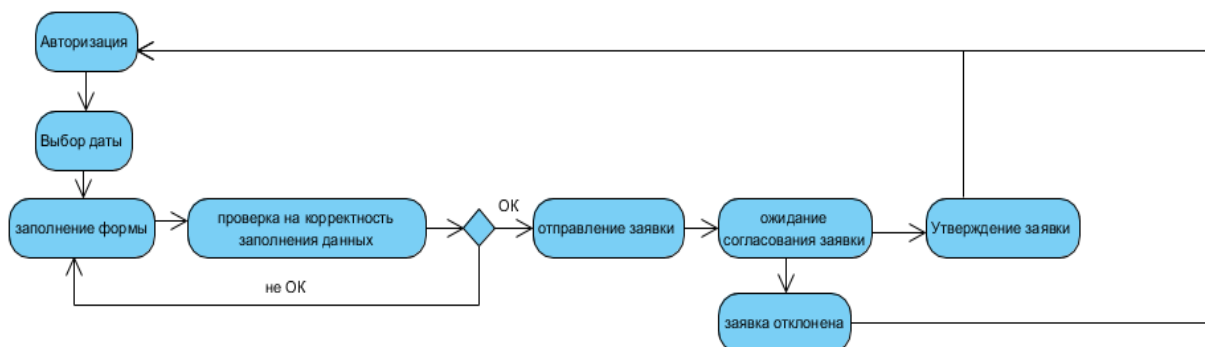 Авторизация
Выбор даты
заполнение формы
проверка на корректность
заполнения данных
ОК
отправление заявки
ожидание
согласования заявки
Утверждение заявки
не ОК
заявка отклонена